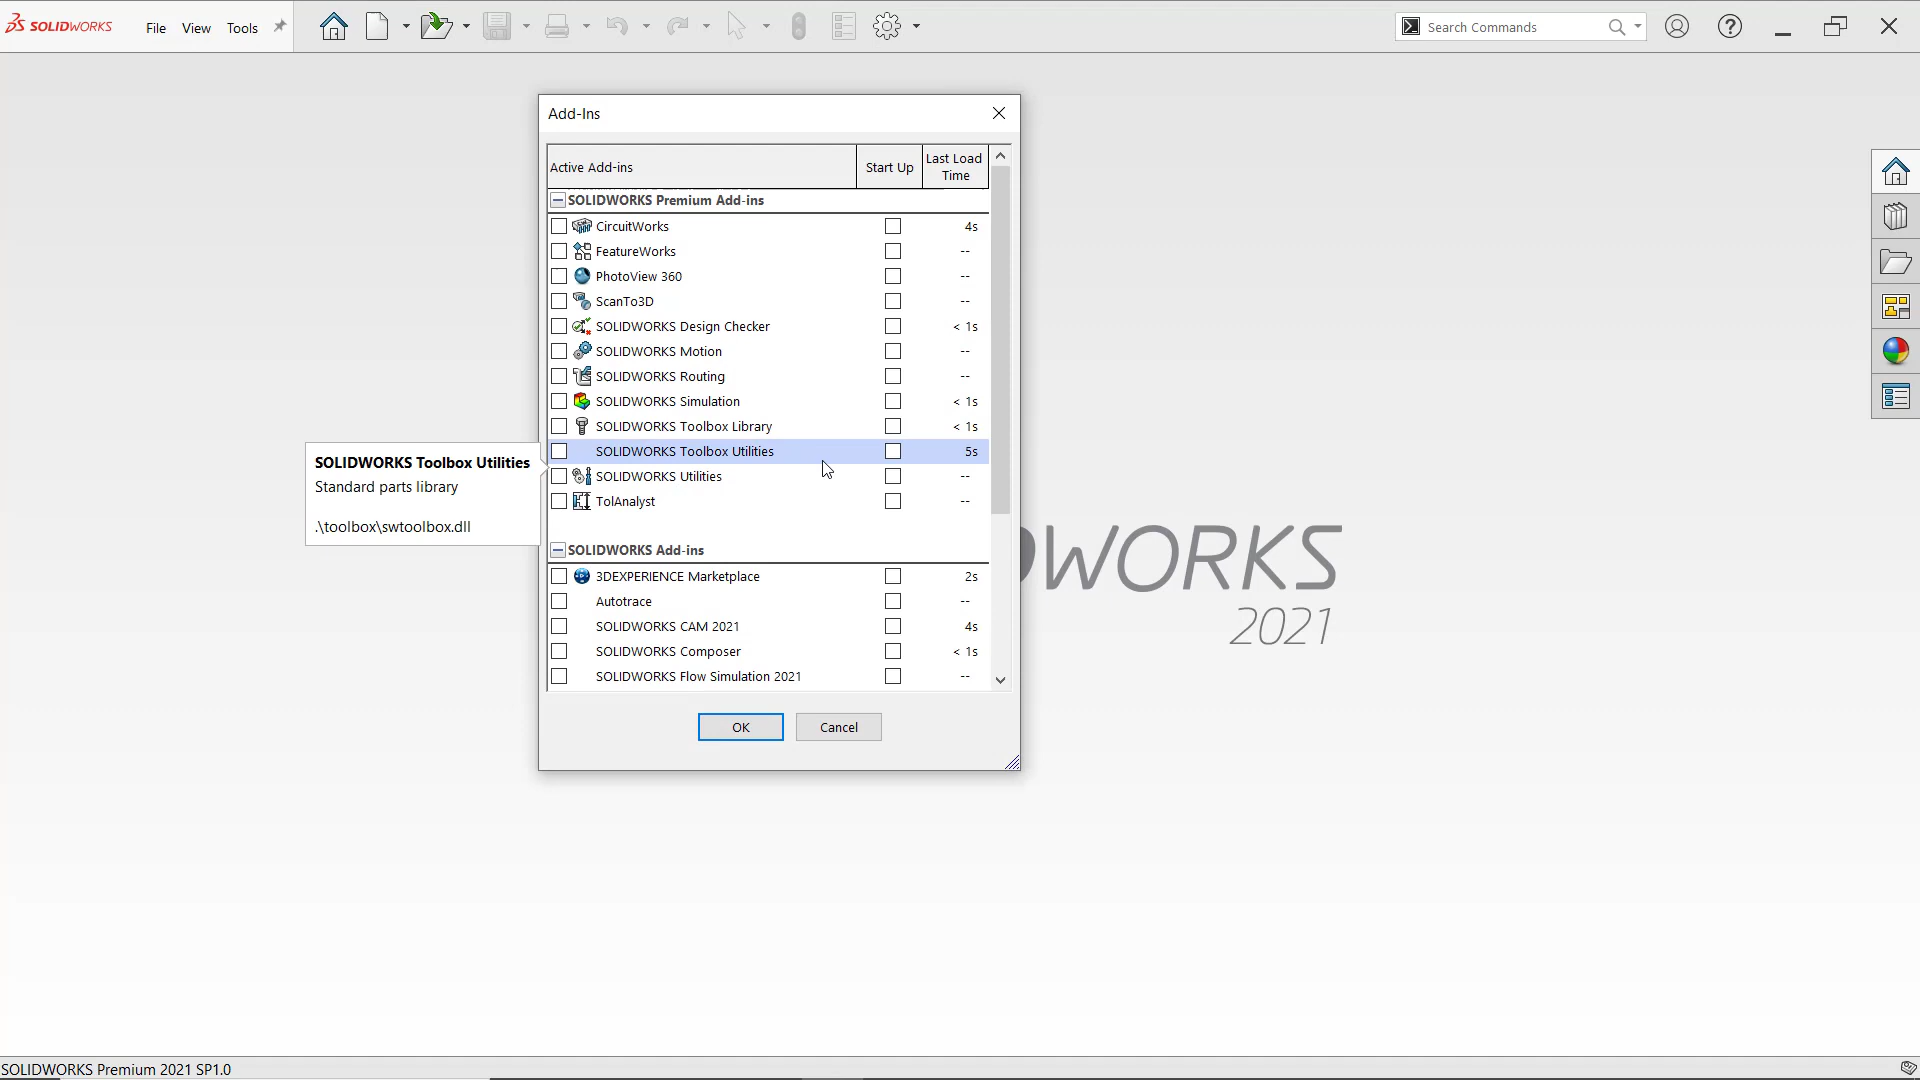 SOLIDWORKS
File View Tools
Search Commands
Add-Ins
Active Add-ins Start Up Last Load Time
SOLIDWORKS Premium Add-ins
CircuitWorks 4s
FeatureWorks --
PhotoView 360 --
ScanTo3D --
SOLIDWORKS Design Checker < 1s
SOLIDWORKS Motion --
SOLIDWORKS Routing --
SOLIDWORKS Simulation < 1s
SOLIDWORKS Toolbox Library < 1s
SOLIDWORKS Toolbox Utilities 5s
SOLIDWORKS Utilities --
TolAnalyst --
SOLIDWORKS Add-ins
3DEXPERIENCE Marketplace 2s
Autotrace --
SOLIDWORKS CAM 2021 4s
SOLIDWORKS Composer < 1s
SOLIDWORKS Flow Simulation 2021 --
OK Cancel
SOLIDWORKS Toolbox Utilities
Standard parts library
.\toolbox\swtoolbox.dll
DWORKS
2021
SOLIDWORKS Premium 2021 SP1.0